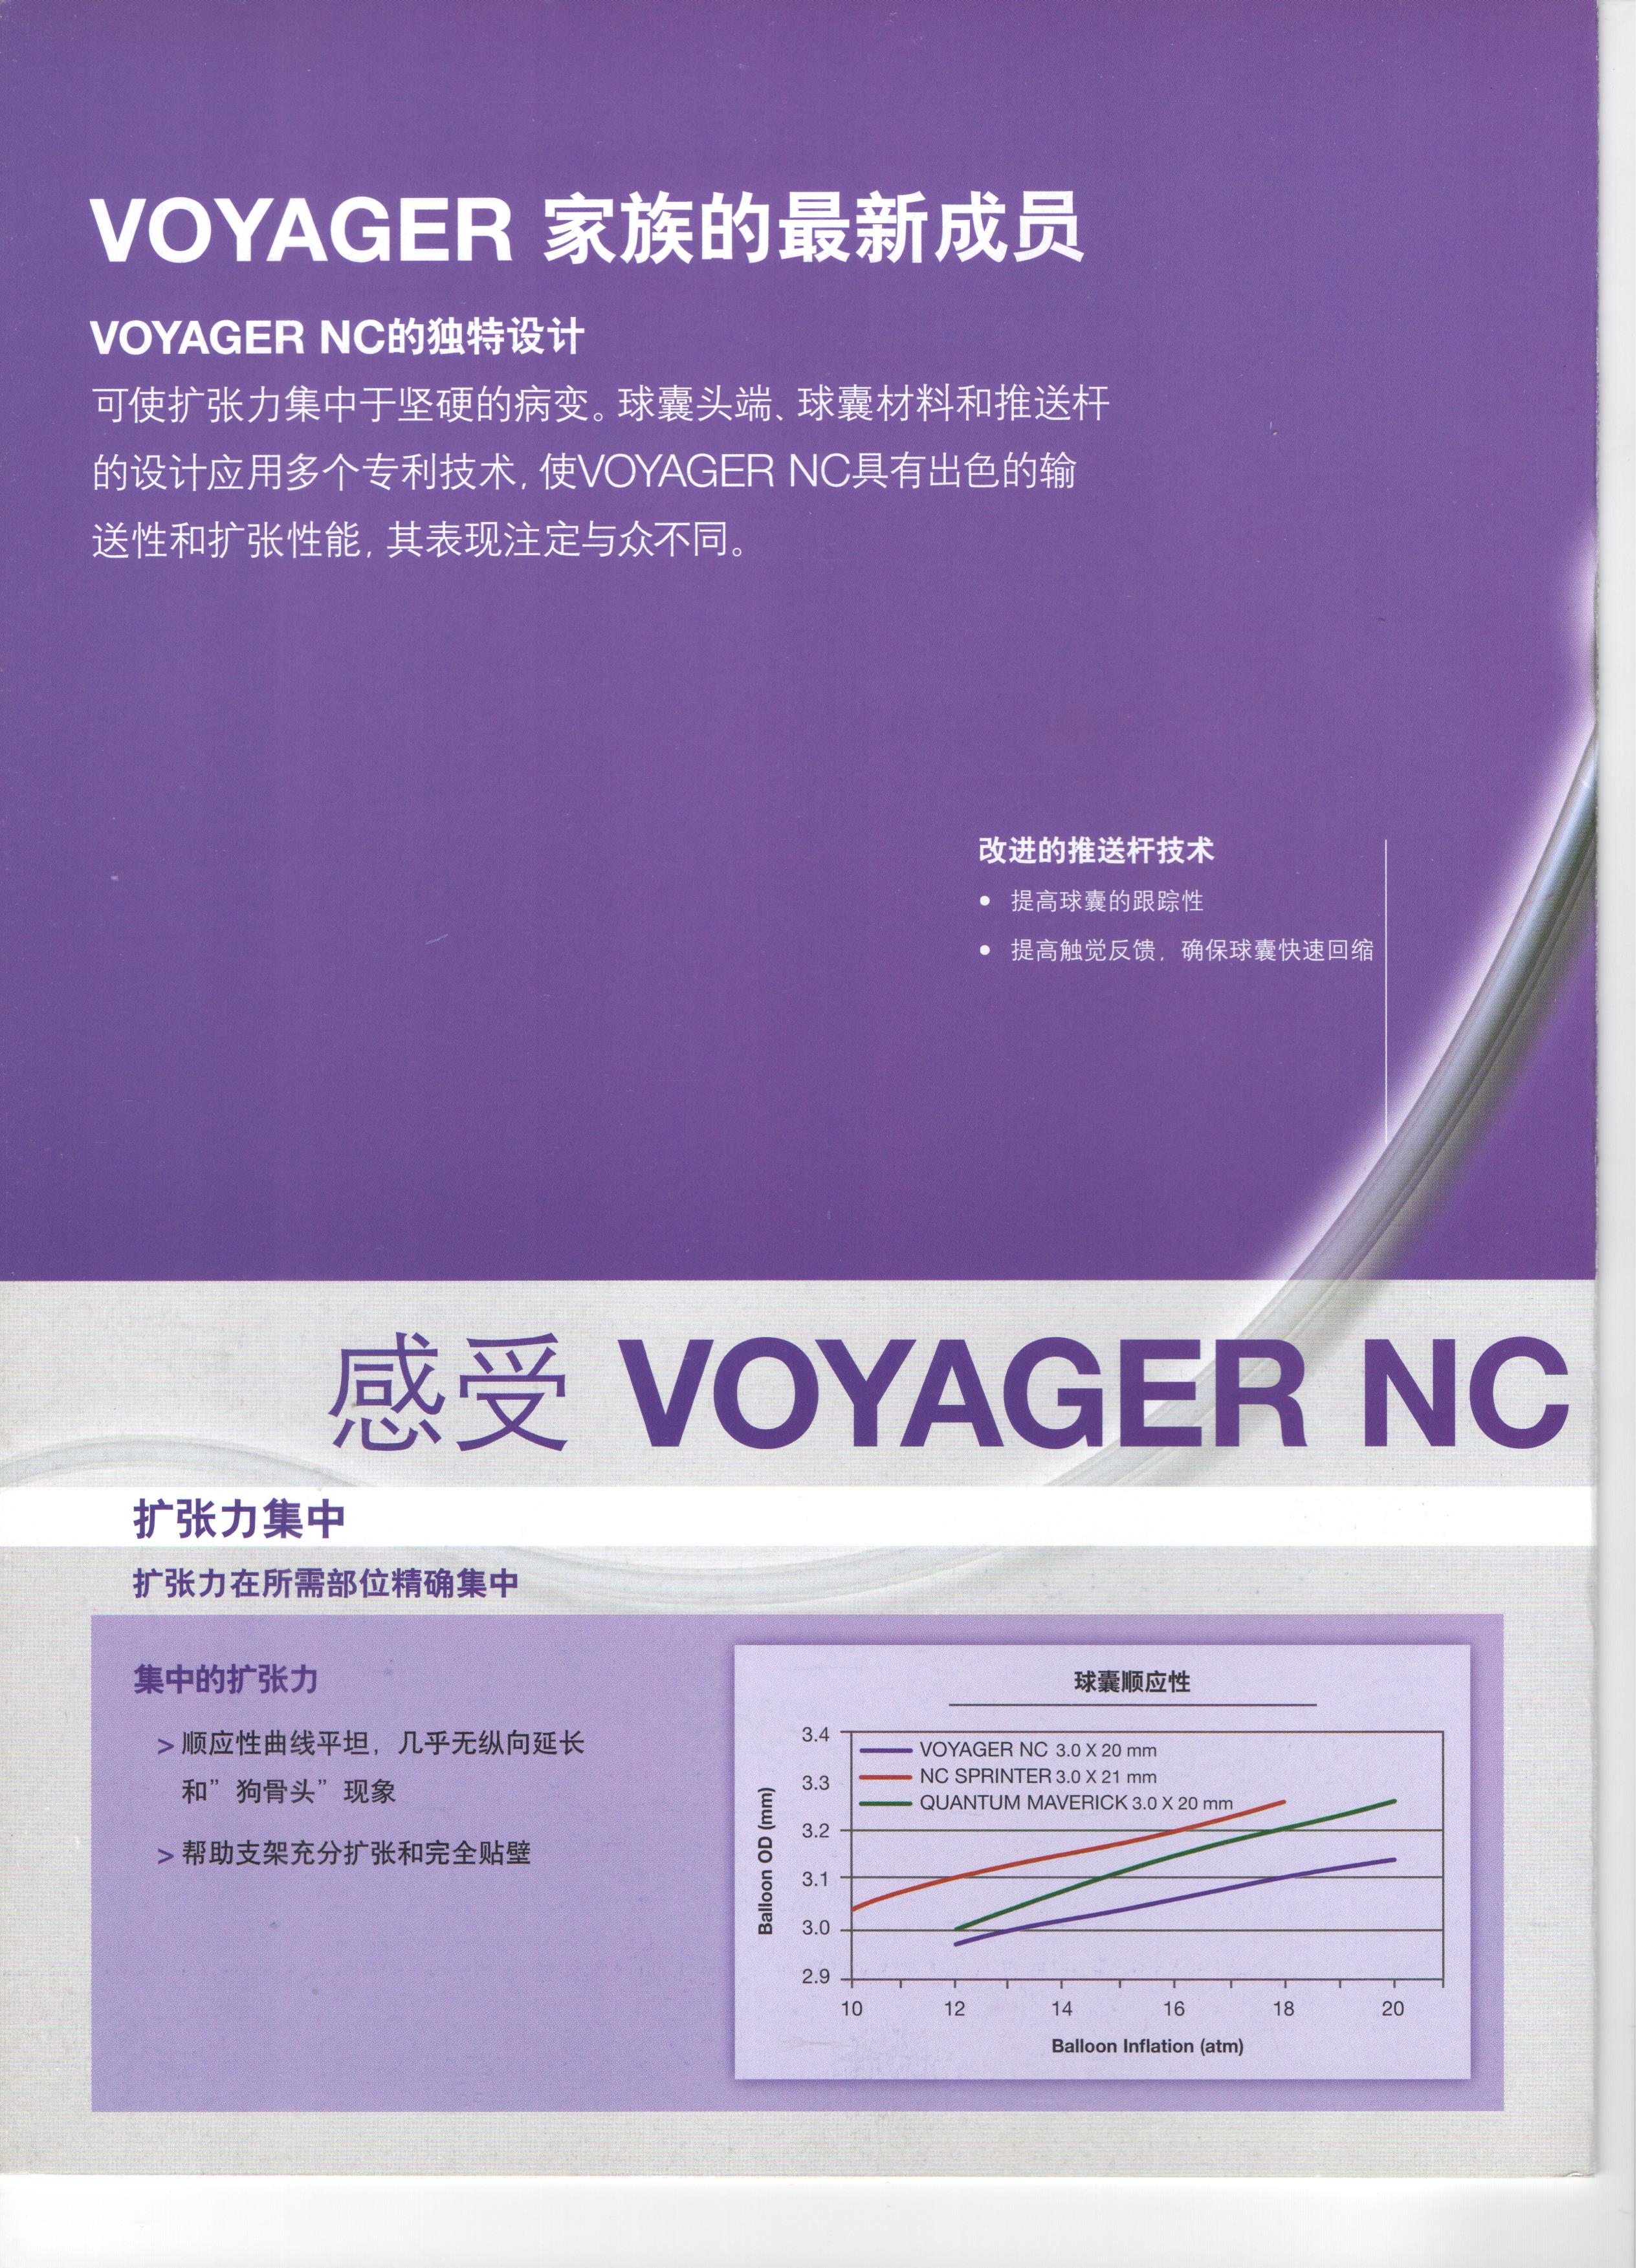 VOYAGER 家族的最新成员
VOYAGER NC的独特设计
可使扩张力集中于坚硬的病变。球囊头端、球囊材料和推送杆
的设计应用多个专利技术, 使VOYAGER NC具有出色的输
送性和扩张性能, 其表现注定与众不同。
改进的推送杆技术
• 提高球囊的跟踪性
• 提高触觉反馈，确保球囊快速回缩
感受 VOYAGER NC
扩张力集中
扩张力在所需部位精确集中
集中的扩张力
> 顺应性曲线平坦，几乎无纵向延长
和”狗骨头”现象
> 帮助支架充分扩张和完全贴壁
球囊顺应性
VOYAGER NC 3.0 X 20 mm
NC SPRINTER 3.0 X 21 mm
QUANTUM MAVERICK 3.0 X 20 mm
Balloon OD (mm)
3.4
3.3
3.2
3.1
3.0
2.9
10 12 14 16 18 20
Balloon Inflation (atm)